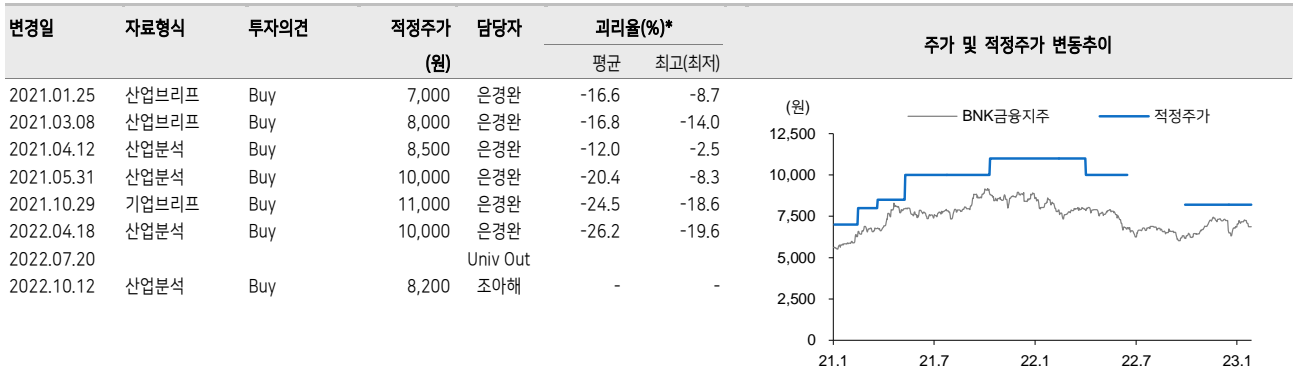 변경일 자료형식 투자의견 적정주가 담당자 괴리율(%)*
(원) 평균 최고(최저)
2021.01.25 산업브리프 Buy 7,000 은경완 -16.6 -8.7
2021.03.08 산업브리프 Buy 8,000 은경완 -16.8 -14.0
2021.04.12 산업분석 Buy 8,500 은경완 -12.0 -2.5
2021.05.31 산업분석 Buy 10,000 은경완 -20.4 -8.3
2021.10.29 기업브리프 Buy 11,000 은경완 -24.5 -18.6
2022.04.18 산업분석 Buy 10,000 은경완 -26.2 -19.6
2022.07.20 Univ Out
2022.10.12 산업분석 Buy 8,200 조아해 - -
주가 및 적정주가 변동추이
(원)
BNK금융지주 적정주가
12,500
10,000
7,500
5,000
2,500
0
21.1 21.7 22.1 22.7 23.1